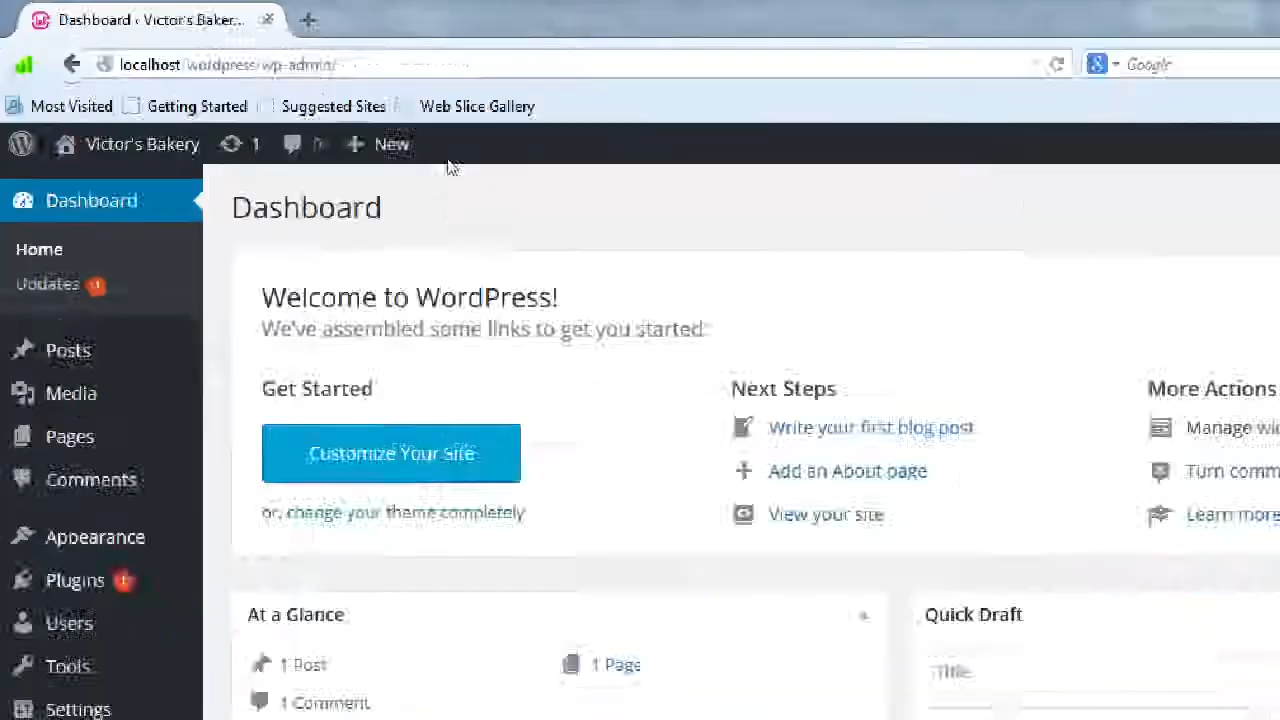 Dashboard ‹ Victor's Baker...
localhost/wordpress/wp-admin/
Google
Most Visited
Getting Started
Suggested Sites
Web Slice Gallery
Victor's Bakery
1
New
Dashboard
Home
Updates 1
Posts
Media
Pages
Comments
Appearance
Plugins 1
Users
Tools
Settings
Dashboard
Welcome to WordPress!
We've assembled some links to get you started:
Get Started
Customize Your Site
or, change your theme completely
Next Steps
Write your first blog post
Add an About page
View your site
More Actions
Manage wi
Turn comm
Learn more
At a Glance
1 Post
1 Page
1 Comment
Quick Draft
Title